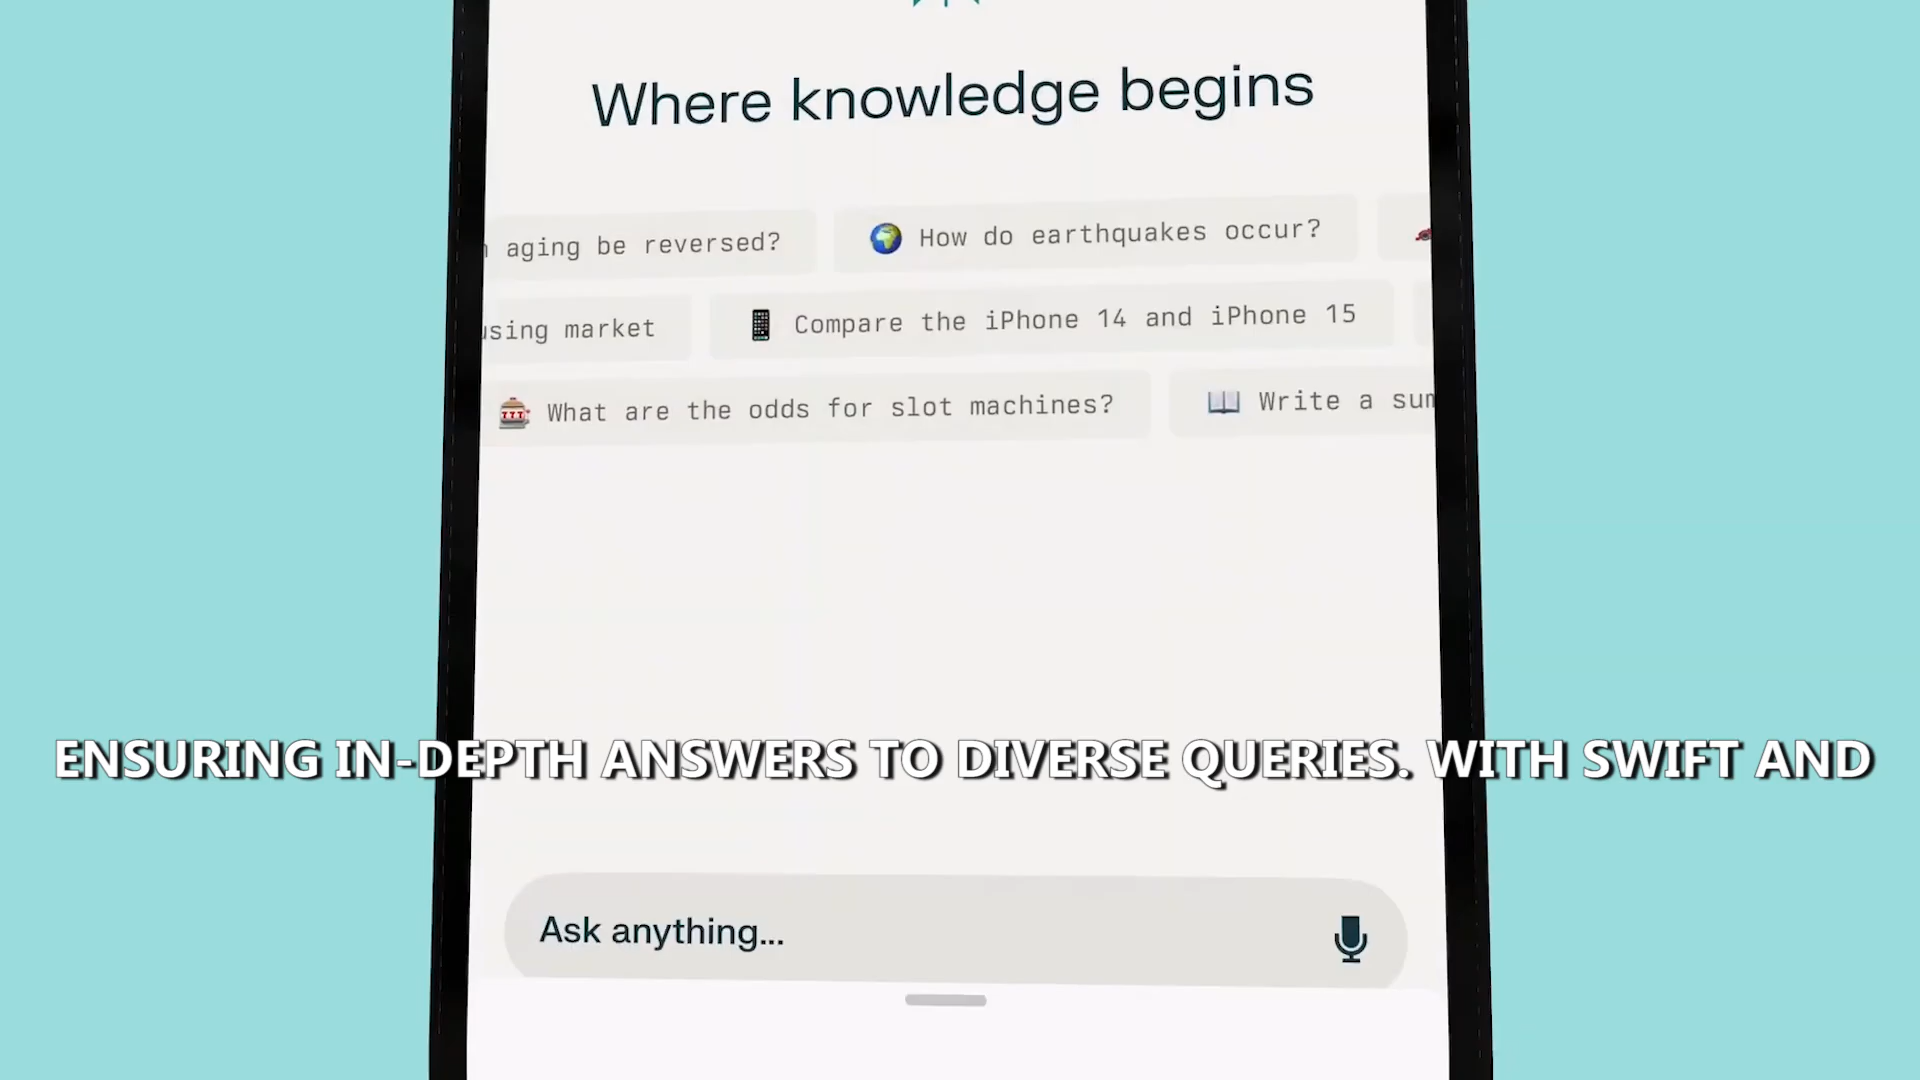 Where knowledge begins
aging be reversed?
How do earthquakes occur?
market
Compare the iPhone 14 and iPhone 15
What are the odds for slot machines?
Write a
ENSURING IN-DEPTH ANSWERS TO DIVERSE QUERIES. WITH SWIFT AND
Ask anything...